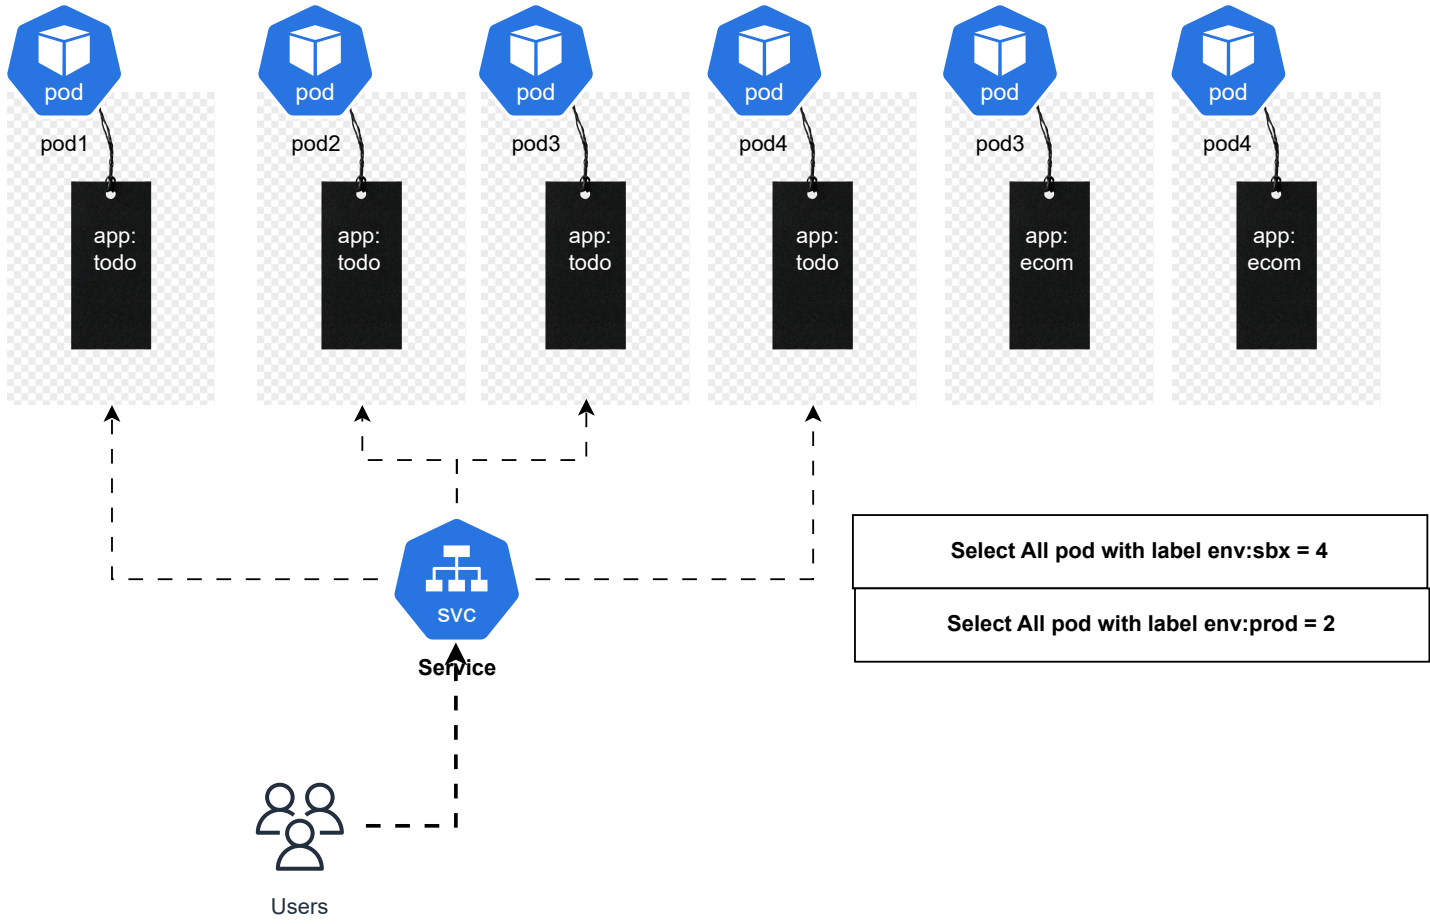 pod
pod
pod
pod
pod
pod
pod1
pod2
pod3
pod4
pod3
pod4
app:
todo
app:
todo
app:
todo
app:
todo
app:
ecom
app:
ecom
Select All pod with label env:sbx = 4
svc
Select All pod with label env:prod = 2
Service
Users